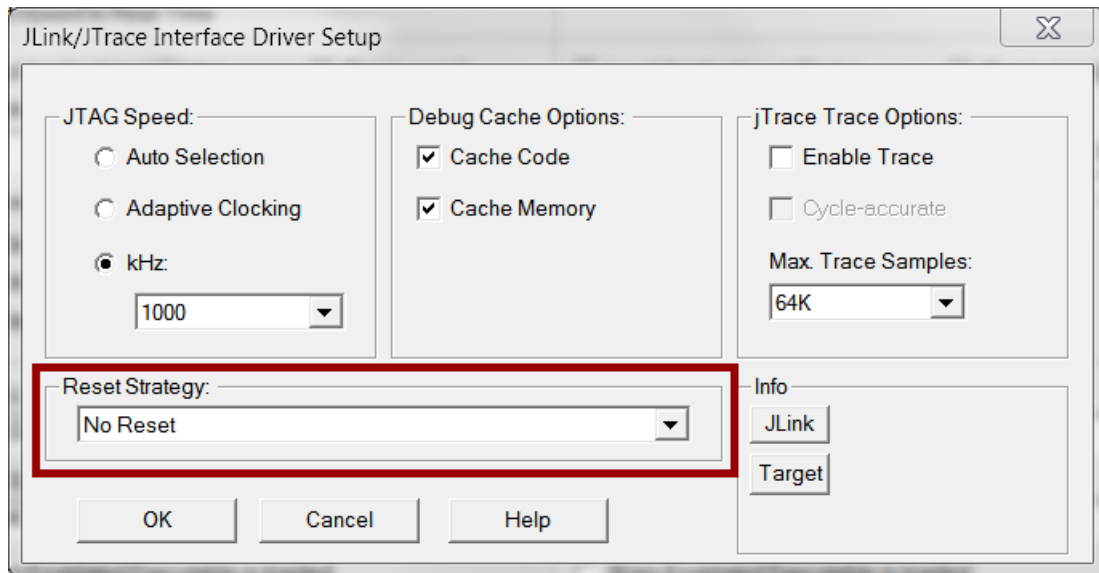 JLink/JTrace Interface Driver Setup
JTAG Speed:
Auto Selection
Adaptive Clocking
kHz:
1000
Debug Cache Options:
Cache Code
Cache Memory
jTrace Trace Options:
Enable Trace
Cycle-accurate
Max. Trace Samples:
64K
Reset Strategy:
No Reset
Info
JLink
Target
OK
Cancel
Help